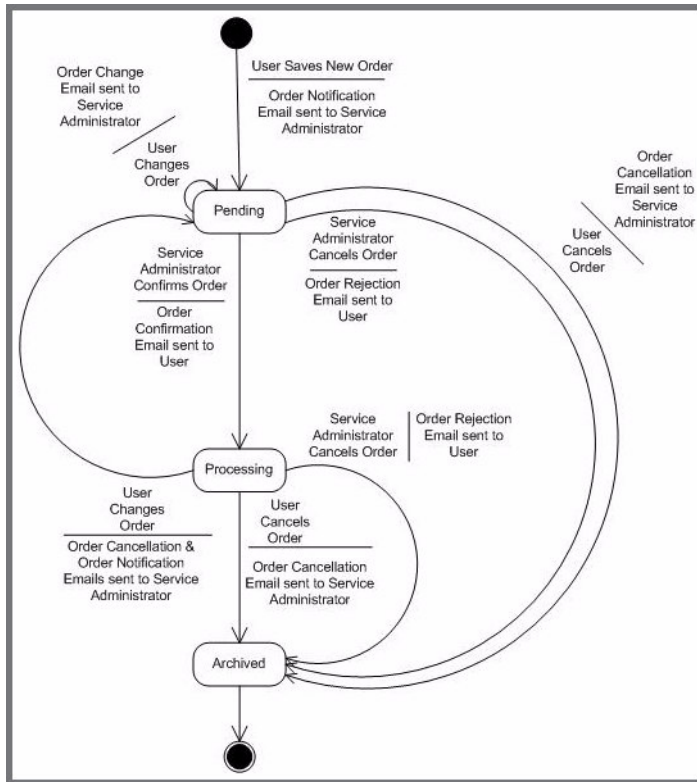 User Saves New Order
Order Notification
Email sent to Service
Administrator
Order Change
Email sent to
Service
Administrator
User
Changes
Order
Order
Cancellation
Email sent to
Service
Administrator
User
Cancels
Order
Pending
Service
Administrator
Confirms Order
Order
Confirmation
Email sent to
User
Service
Administrator
Cancels Order
Order Rejection
Email sent to
User
Service
Administrator
Cancels Order
Order Rejection
Email sent to
User
Processing
User
Changes
Order
Order Cancellation &
Order Notification
Emails sent to Service
Administrator
User
Cancels
Order
Order Cancellation
Email sent to Service
Administrator
Archived